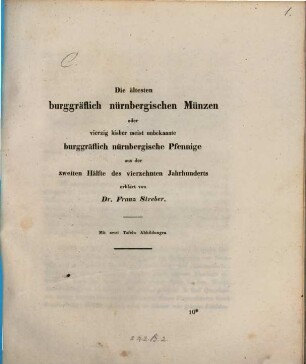 1.
C.
Die ältesten
burggräflich nürnbergischen Münzen
oder
vierzig bisher meist unbekannte
burggräflich nürnbergische Pfennige
aus der
zweiten Hälfte des vierzehnten Jahrhunderts
erklärt von
Dr. Franz Streber.
Mit zwei Tafeln Abbildungen.
10*